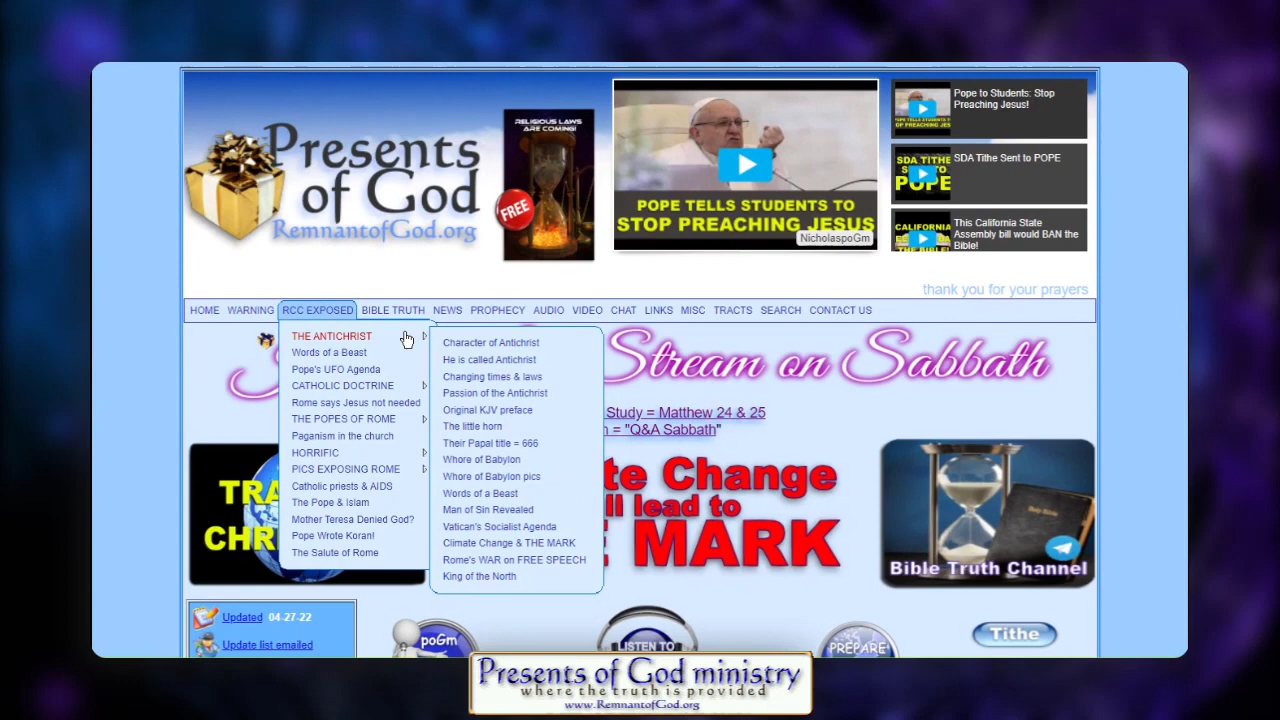 Presents
of God
RemnantofGod.org
RELIGIOUS LAWS
ARE COMING!
FREE
POPE TELLS STUDENTS TO
STOP PREACHING JESUS
NicholaspoGm
Pope to Students: Stop
Preaching Jesus!
SDA Tithe Sent to POPE
SDA TITHE
POPE
This California State
Assembly bill would BAN the
Bible!
CALIFORNIA
thank you for your prayers
HOME WARNING RCC EXPOSED BIBLE TRUTH NEWS PROPHECY AUDIO VIDEO CHAT LINKS MISC TRACTS SEARCH CONTACT US
THE ANTICHRIST
Words of a Beast
Pope's UFO Agenda
CATHOLIC DOCTRINE
Rome says Jesus not needed
THE POPES OF ROME
Paganism in the church
HORRIFIC
PICS EXPOSING ROME
Catholic priests & AIDS
The Pope & Islam
Mother Teresa Denied God?
Pope Wrote Koran!
The Salute of Rome
Character of Antichrist
He is called Antichrist
Changing times & laws
Passion of the Antichrist
Original KJV preface
The little horn
Their Papal title = 666
Whore of Babylon
Whore of Babylon pics
Words of a Beast
Man of Sin Revealed
Vatican's Socialist Agenda
Climate Change & THE MARK
Rome's WAR on FREE SPEECH
King of the North
Stream on Sabbath
Study = Matthew 24 & 25
= "Q&A Sabbath"
Change
lead to
MARK
Holy Bible
Bible Truth Channel
Updated 04-27-22
Update list emailed
poGm
LISTEN TO
PREPARE
Tithe
Presents of God ministry
where the truth is provided
www.RemnantofGod.org